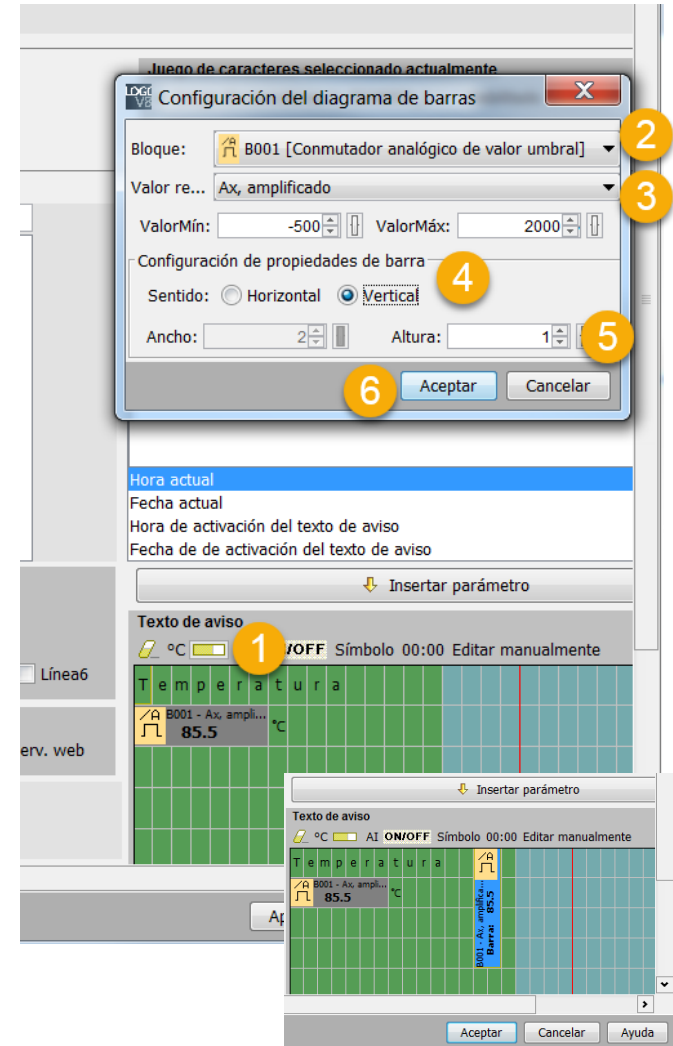 Juego de caracteres seleccionado actualmente
LOGO V8 Configuración del diagrama de barras X
Bloque: B001 [Conmutador analógico de valor umbral] 2
Valor re... Ax, amplificado 3
ValorMín: -500 ValorMáx: 2000
Configuración de propiedades de barra 4
Sentido: Horizontal Vertical
Ancho: 2 Altura: 1 5
6 Aceptar Cancelar
Hora actual
Fecha actual
Hora de activación del texto de aviso
Fecha de de activación del texto de aviso
Insertar parámetro
Texto de aviso
°C 1 /OFF Símbolo 00:00 Editar manualmente
Línea6
Temperatura
B001 - Ax, ampli...
85.5 °C
erv. web
Insertar parámetro
Texto de aviso
°C AI ON/OFF Símbolo 00:00 Editar manualmente
Temperatura
B001 - Ax, ampli...
85.5 °C
B001 - Ax, amplifica...
Barra: 85.5
Aceptar Cancelar Ayuda